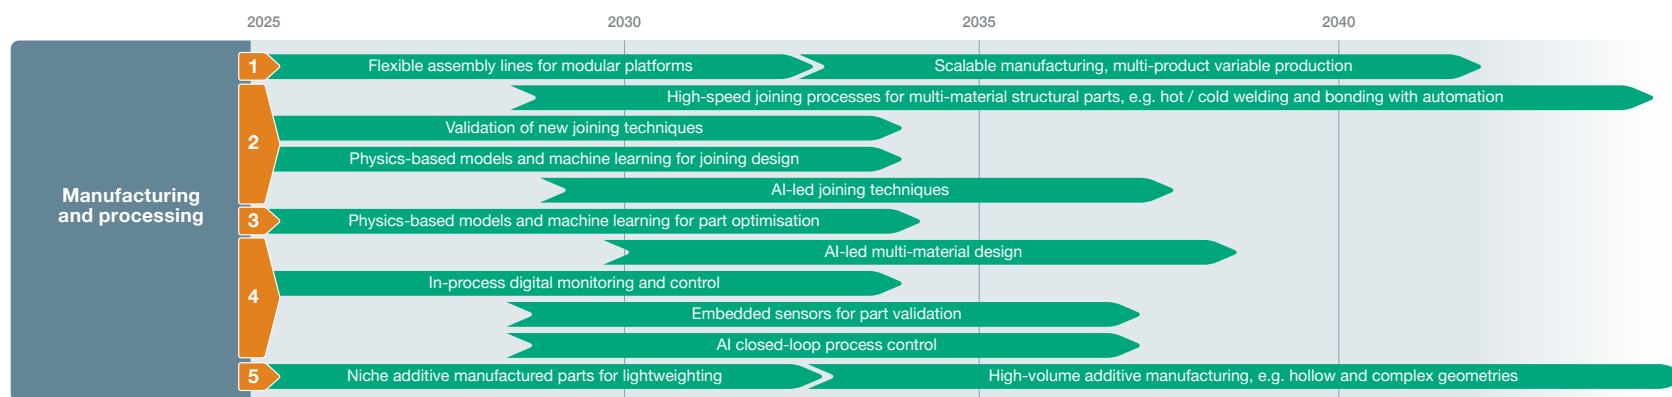 2025 2030 2035 2040
Manufacturing
and processing
1 Flexible assembly lines for modular platforms Scalable manufacturing, multi-product variable production
2 High-speed joining processes for multi-material structural parts, e.g. hot / cold welding and bonding with automation
Validation of new joining techniques
Physics-based models and machine learning for joining design
AI-led joining techniques
3 Physics-based models and machine learning for part optimisation
4 AI-led multi-material design
In-process digital monitoring and control
Embedded sensors for part validation
AI closed-loop process control
5 Niche additive manufactured parts for lightweighting High-volume additive manufacturing, e.g. hollow and complex geometries